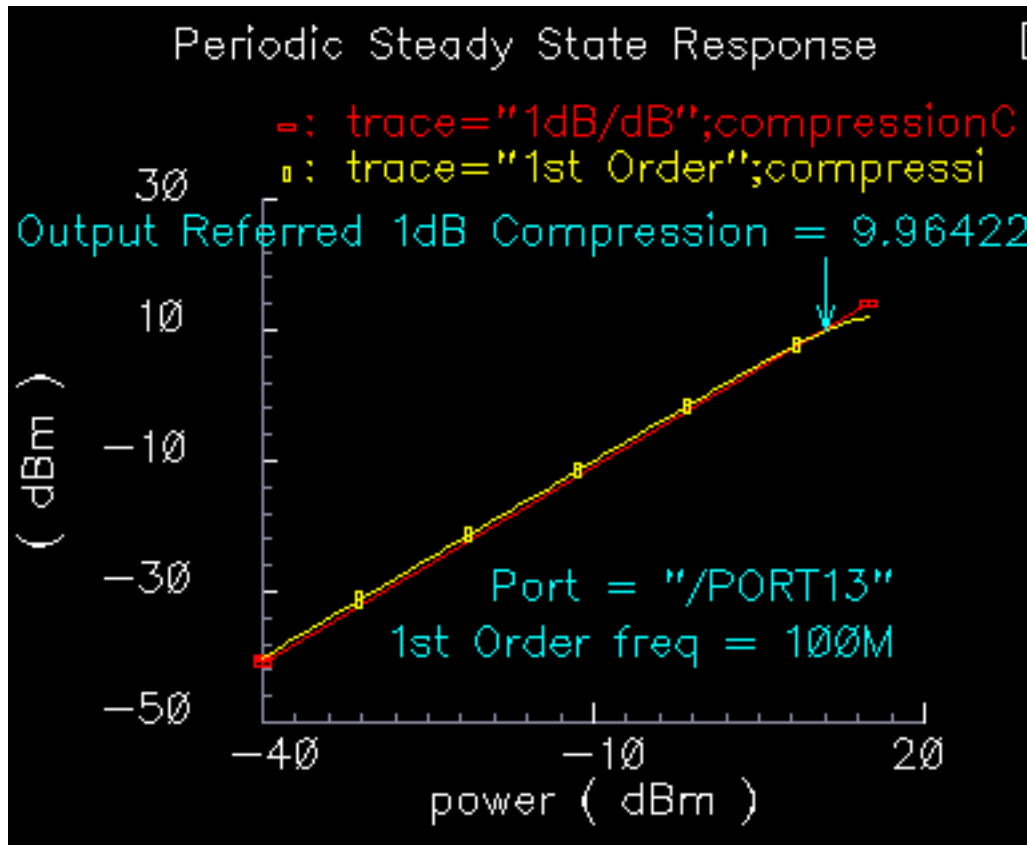 Periodic Steady State Response
▭: trace="1dB/dB";compressionC
▯: trace="1st Order";compressi
30
Output Referred 1dB Compression = 9.96422
10
-10
( dBm )
-30
Port = "/PORT13"
1st Order freq = 100M
-50
-40 -10 20
power ( dBm )